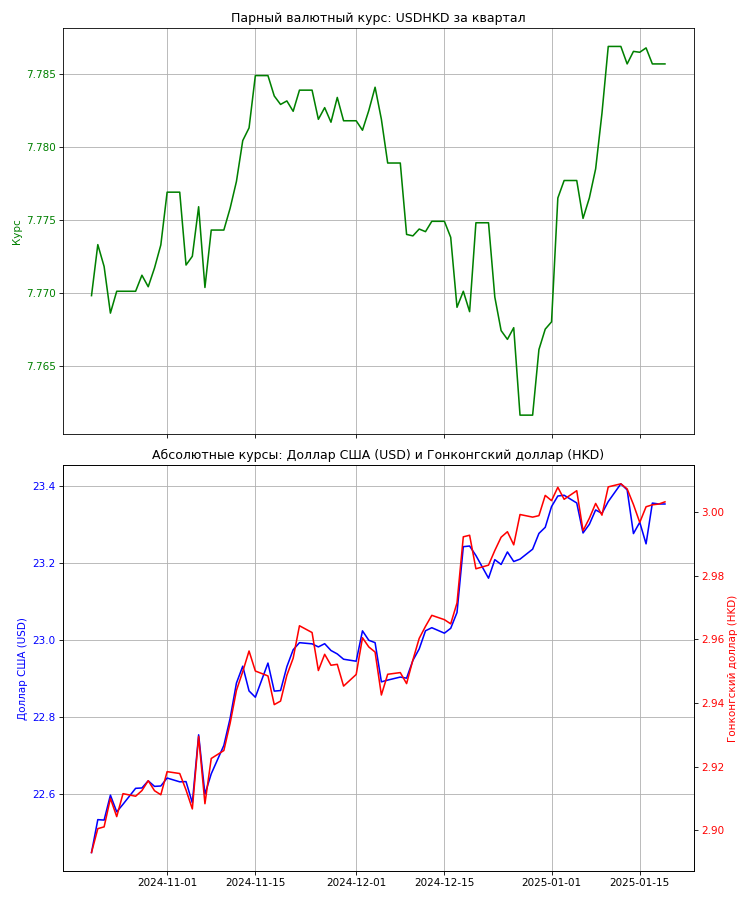 Парный валютный курс: USDHKD за квартал
7.785
7.780
7.775
7.770
7.765
Курс
Абсолютные курсы: Доллар США (USD) и Гонконгский доллар (HKD)
23.4
23.2
23.0
22.8
22.6
Доллар США (USD)
3.00
2.98
2.96
2.94
2.92
2.90
Гонконгский доллар (HKD)
2024-11-01 2024-11-15 2024-12-01 2024-12-15 2025-01-01 2025-01-15